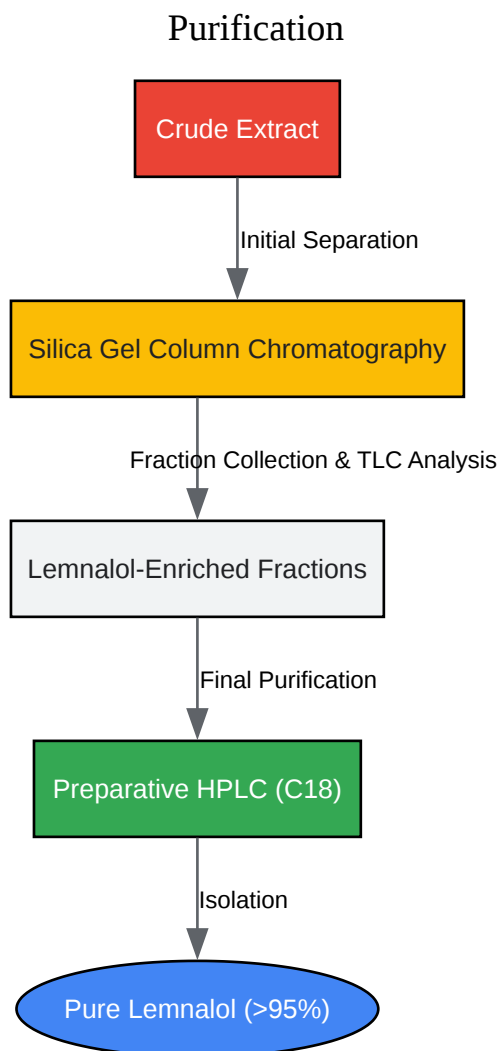 Purification
Crude Extract
Initial Separation
Silica Gel Column Chromatography
Fraction Collection & TLC Analysis
Lemnalol-Enriched Fractions
Final Purification
Preparative HPLC (C18)
Isolation
Pure Lemnalol (>95%)